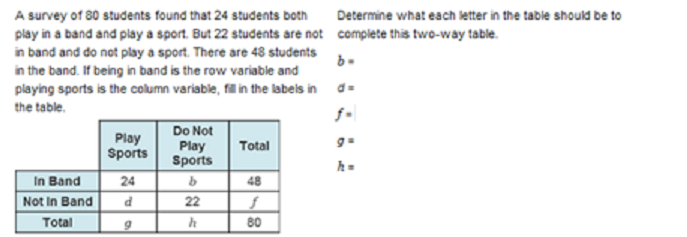 A survey of 80 students found that 24 students both
play in a band and play a sport. But 22 students are not
in band and do not play a sport. There are 48 students
in the band. If being in band is the row variable and
playing sports is the column variable, fill in the labels in
the table.
Play Sports | Do Not Play Sports | Total
In Band | 24 | b | 48
Not In Band | d | 22 | f
Total | g | h | 80
Determine what each letter in the table should be to
complete this two-way table.
b =
d =
f =
g =
h =